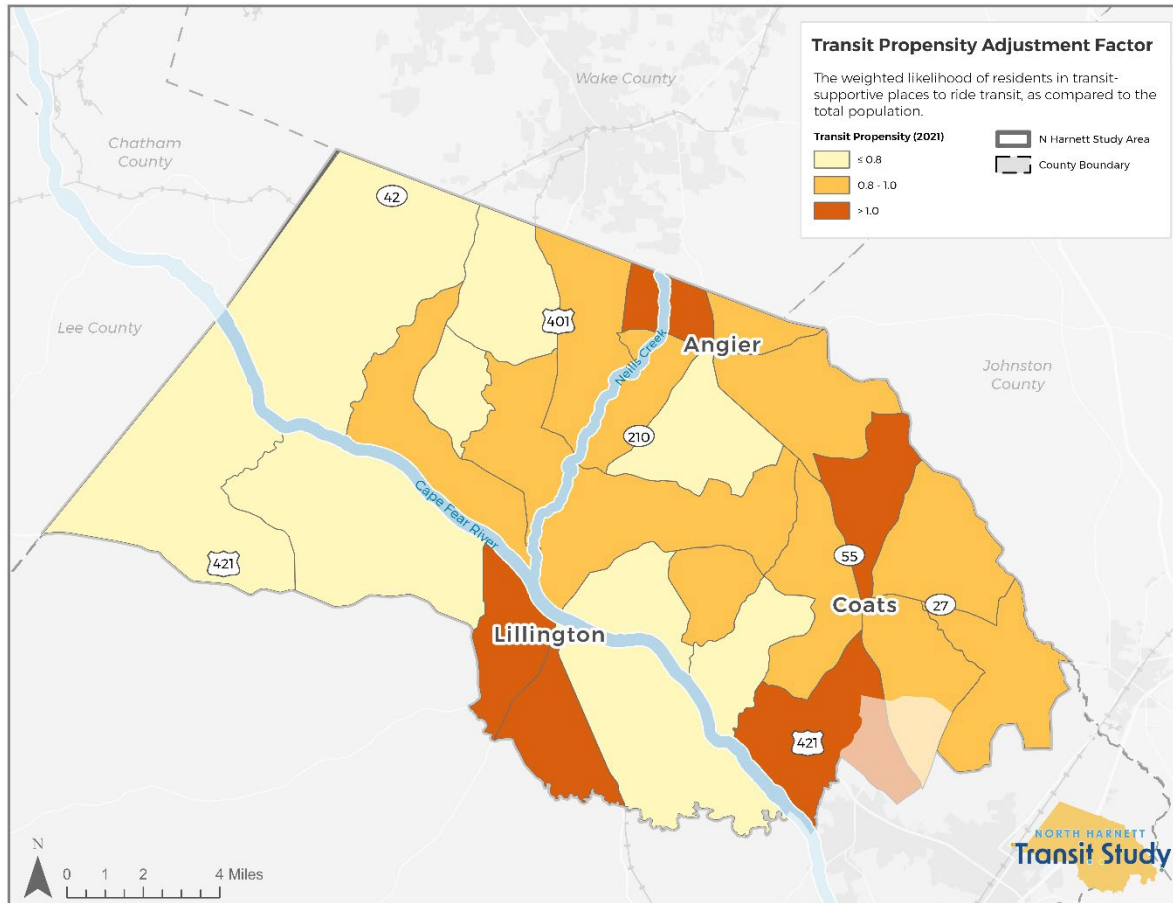 Transit Propensity Adjustment Factor
The weighted likelihood of residents in transit-
supportive places to ride transit, as compared to the
total population.
Transit Propensity (2021)
≤ 0.8
0.8 - 1.0
> 1.0
N Harnett Study Area
County Boundary
Wake County
Chatham
County
42
Lee County
401
Neills Creek
Angier
Johnston
County
210
Cape Fear River
421
55
Coats
27
Lillington
421
N
0 1 2 4 Miles
NORTH HARNETT
Transit Study